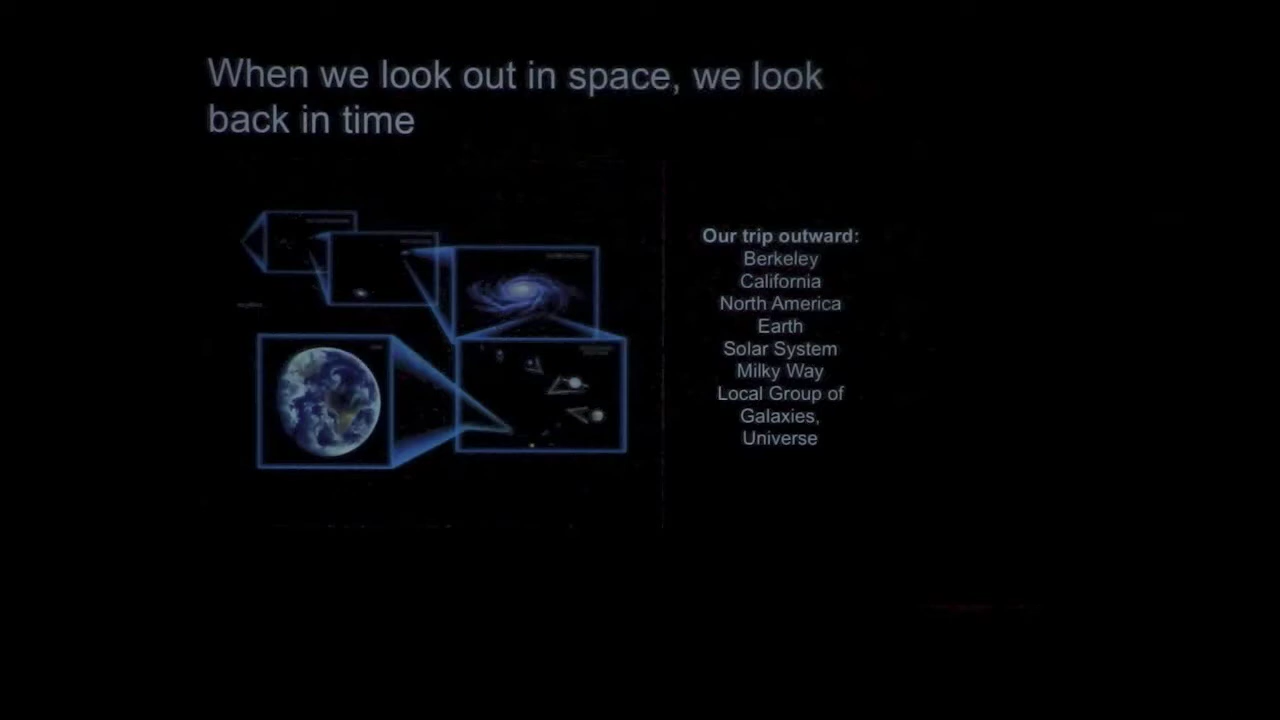 When we look out in space, we look
back in time
Our trip outward:
Berkeley
California
North America
Earth
Solar System
Milky Way
Local Group of
Galaxies,
Universe